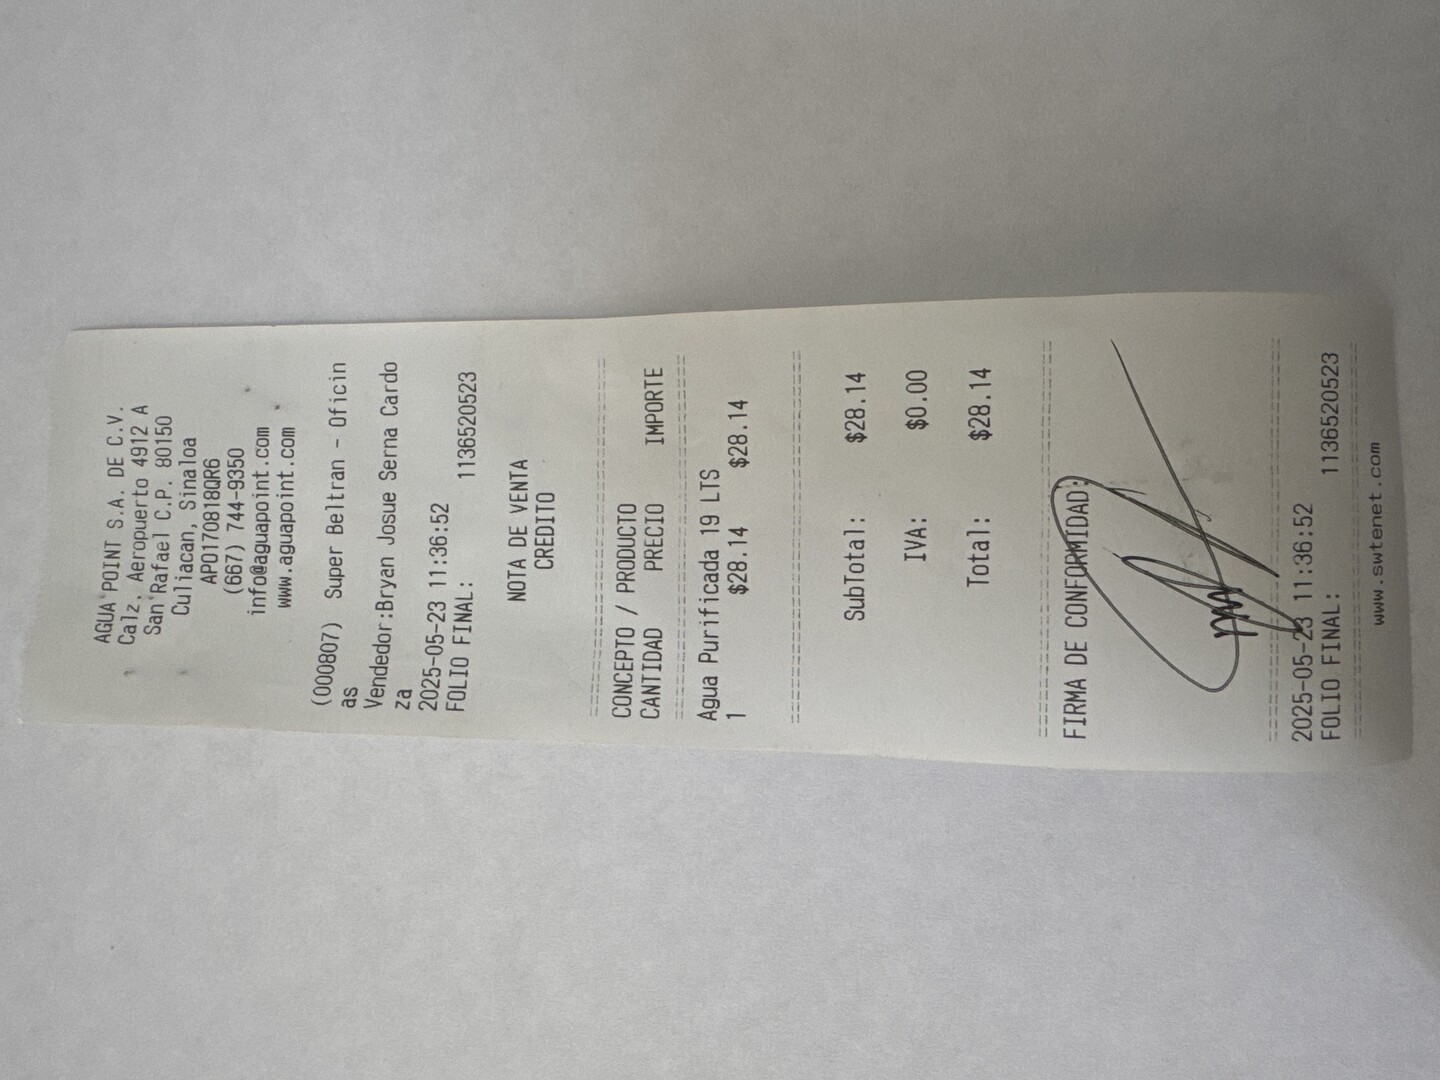 AGUA POINT S.A. DE C.V.
Calz. Aeropuerto 4912 A
San Rafael C.P. 80150
Culiacan, Sinaloa
APO170818QR6
(667) 744-9350
info@aguapoint.com
www.aguapoint.com
(000807) Super Beltran - Oficin
as
Vendedor:Bryan Josue Serna Cardo
za
2025-05-23 11:36:52
FOLIO FINAL: 1136520523
NOTA DE VENTA
CREDITO
CONCEPTO / PRODUCTO
CANTIDAD PRECIO IMPORTE
Agua Purificada 19 LTS
1 $28.14 $28.14
SubTotal: $28.14
IVA: $0.00
Total: $28.14
FIRMA DE CONFORMIDAD:
2025-05-23 11:36:52
FOLIO FINAL: 1136520523
www.swtenet.com